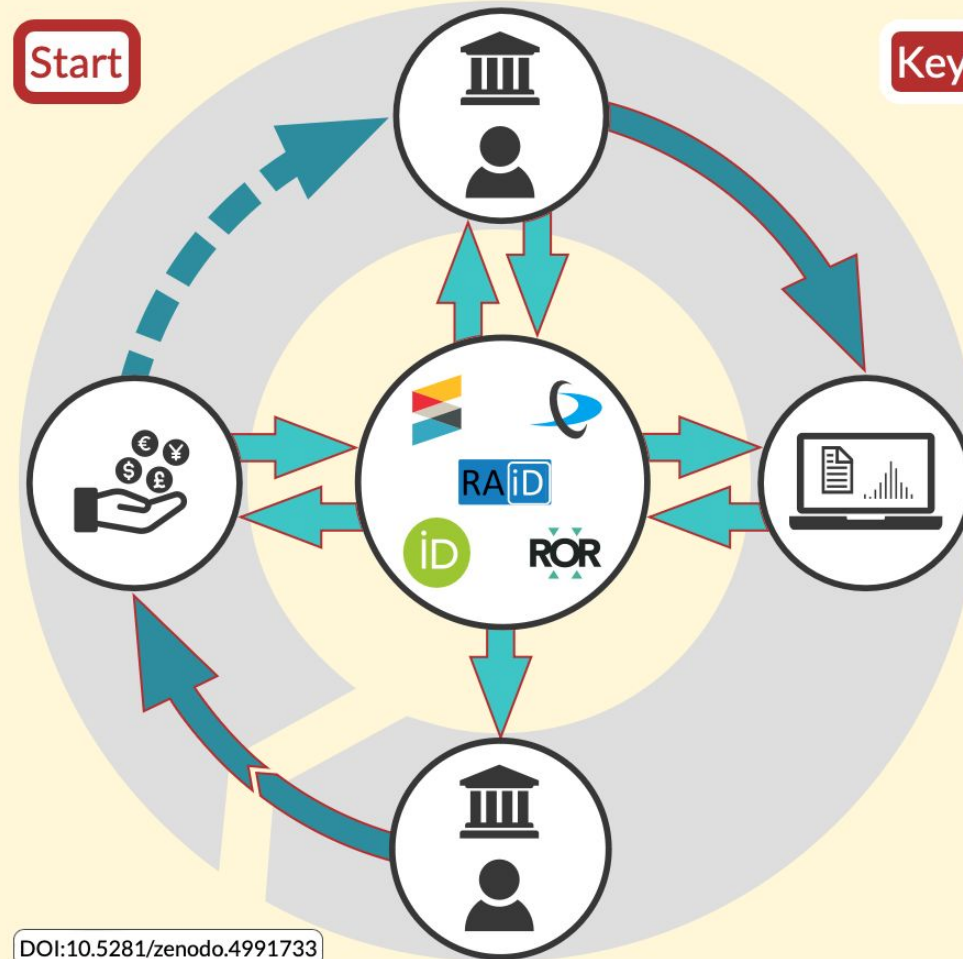 Start
Key
€
¥
$
£
RAiD
iD
ROR
DOI:10.5281/zenodo.4991733